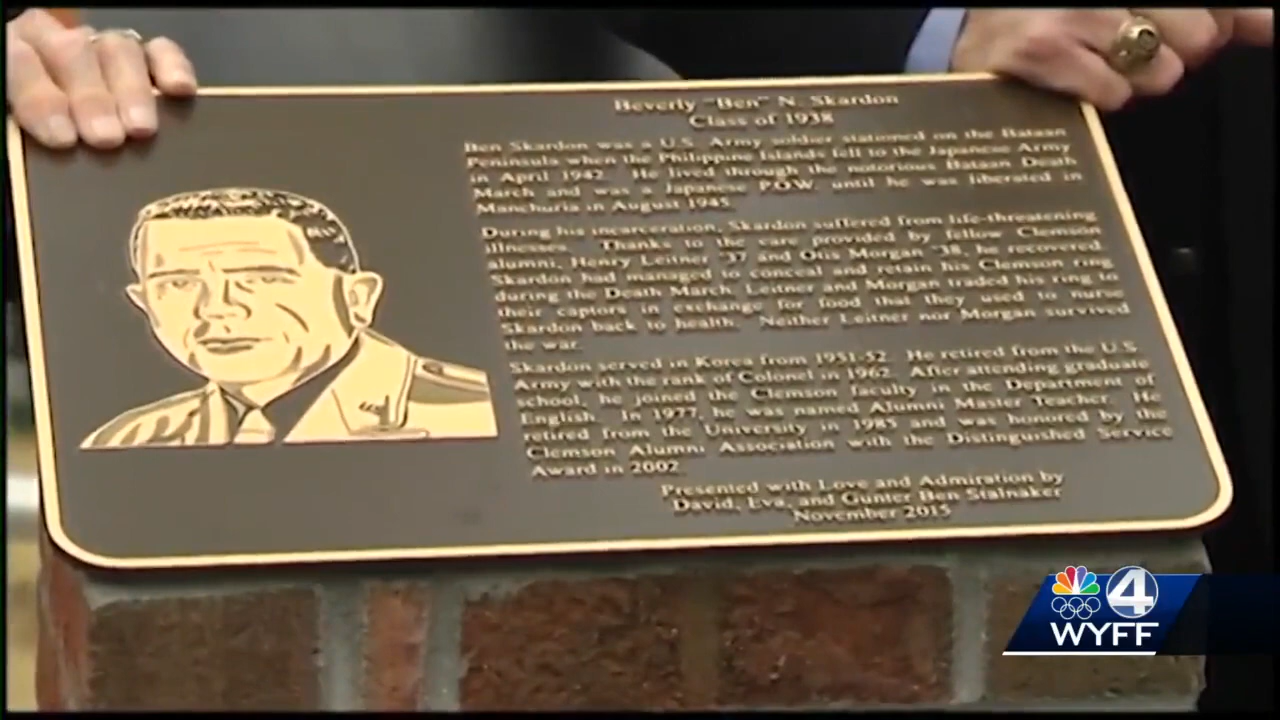 Beverly "Ben" N. Skardon
Class of 1938
Ben Skardon was a U.S. Army soldier stationed on the Bataan
Peninsula when the Philippine Islands fell to the Japanese Army
in April 1942. He lived through the notorious Bataan Death
March and was a Japanese P.O.W. until he was liberated in
Manchuria in August 1945.
During his incarceration, Skardon suffered from life-threatening
illnesses. Thanks to the care provided by fellow Clemson
alumni, Henry Leitner '37 and Otis Morgan '38, he recovered.
Skardon had managed to conceal and retain his Clemson ring
during the Death March. Leitner and Morgan traded his ring to
their captors in exchange for food that they used to nurse
Skardon back to health. Neither Leitner nor Morgan survived
the war.
Skardon served in Korea from 1951-52. He retired from the U.S.
Army with the rank of Colonel in 1962. After attending graduate
school, he joined the Clemson faculty in the Department of
English. In 1977, he was named Alumni Master Teacher. He
retired from the University in 1983 and was honored by the
Clemson Alumni Association with the Distinguished Service
Award in 2002.
Presented with Love and Admiration by
David, Eva, and Gunter Ben Stalnaker
November 2015
4
WYFF